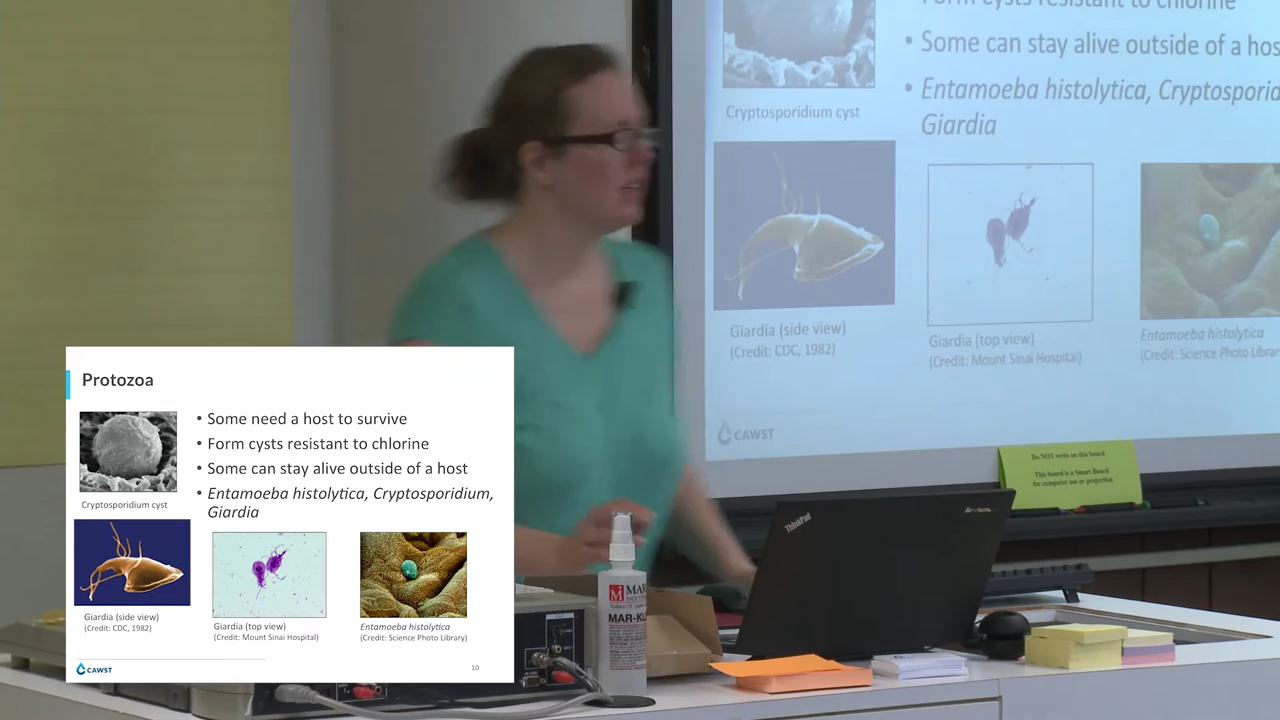 Form cysts resistant to chlorine
• Some can stay alive outside of a hos
• Entamoeba histolytica, Cryptosporid
Giardia
Cryptosporidium cyst
Giardia (side view)
(Credit: CDC, 1982)
Giardia (top view)
(Credit: Mount Sinai Hospital)
Entamoeba histolytica
(Credit: Science Photo Library
CAWST
Do NOT write on this board
This board is a Smart Board
for computer use or projection
ThinkPad
lenovo
MAR-KL
Protozoa
• Some need a host to survive
• Form cysts resistant to chlorine
• Some can stay alive outside of a host
• Entamoeba histolytica, Cryptosporidium,
Giardia
Cryptosporidium cyst
Giardia (side view)
(Credit: CDC, 1982)
Giardia (top view)
(Credit: Mount Sinai Hospital)
Entamoeba histolytica
(Credit: Science Photo Library)
CAWST
10